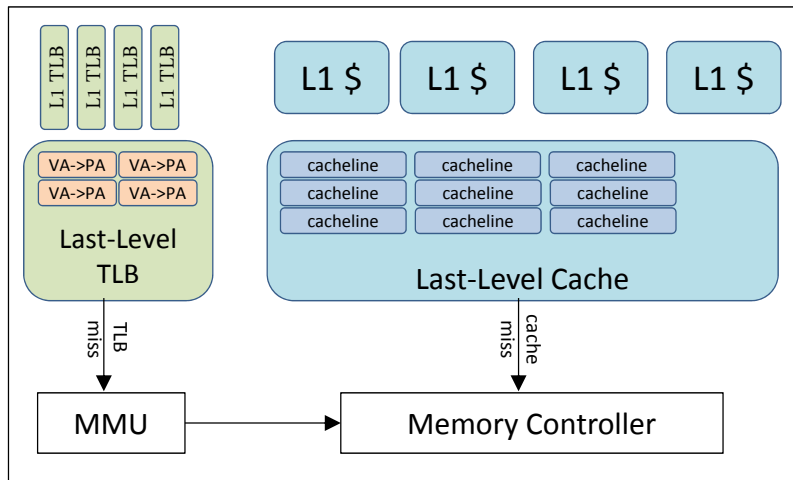 L1 TLB
L1 TLB
L1 TLB
L1 TLB
L1 $
L1 $
L1 $
L1 $
VA->PA VA->PA
VA->PA VA->PA
Last-Level
TLB
cacheline cacheline cacheline
cacheline cacheline cacheline
cacheline cacheline cacheline
Last-Level Cache
TLB
miss
cache
miss
MMU
Memory Controller